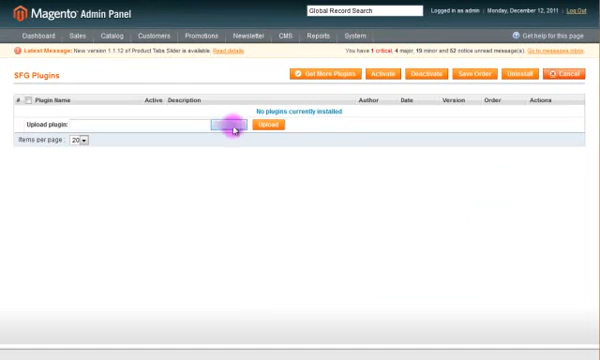 Magento Admin Panel
Global Record Search
Logged in as admin | Monday, December 12, 2011 | Log Out
Dashboard Sales Catalog Customers Promotions Newsletter CMS Reports System
Get help for this page
Latest Message: New version 1.1.12 of Product Tabs Slider is available. Read details
You have 1 critical, 4 major, 19 minor and 52 notice unread message(s). Go to messages inbox
SFG Plugins
Get More Plugins Activate Deactivate Save Order Uninstall Cancel
# Plugin Name Active Description Author Date Version Order Actions
No plugins currently installed
Upload plugin: Upload
Items per page : 20